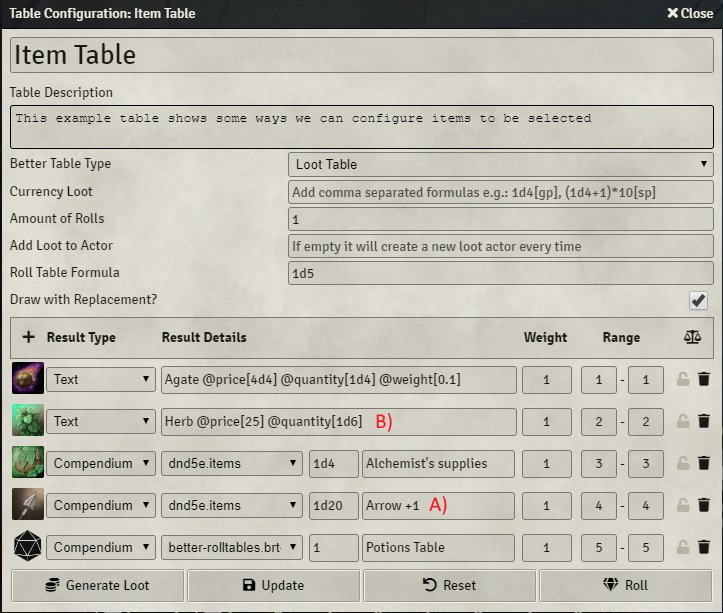 Table Configuration: Item Table Close
Item Table
Table Description
This example table shows some ways we can configure items to be selected
Better Table Type Loot Table
Currency Loot Add comma separated formulas e.g.: 1d4[gp], (1d4+1)*10[sp]
Amount of Rolls 1
Add Loot to Actor If empty it will create a new loot actor every time
Roll Table Formula 1d5
Draw with Replacement?
Result Type Result Details Weight Range
Text Agate @price[4d4] @quantity[1d4] @weight[0.1] 1 1 - 1
Text Herb @price[25] @quantity[1d6] B) 1 2 - 2
Compendium dnd5e.items 1d4 Alchemist's supplies 1 3 - 3
Compendium dnd5e.items 1d20 Arrow +1 A) 1 4 - 4
Compendium better-rolltables.brt- 1 Potions Table 1 5 - 5
Generate Loot Update Reset Roll